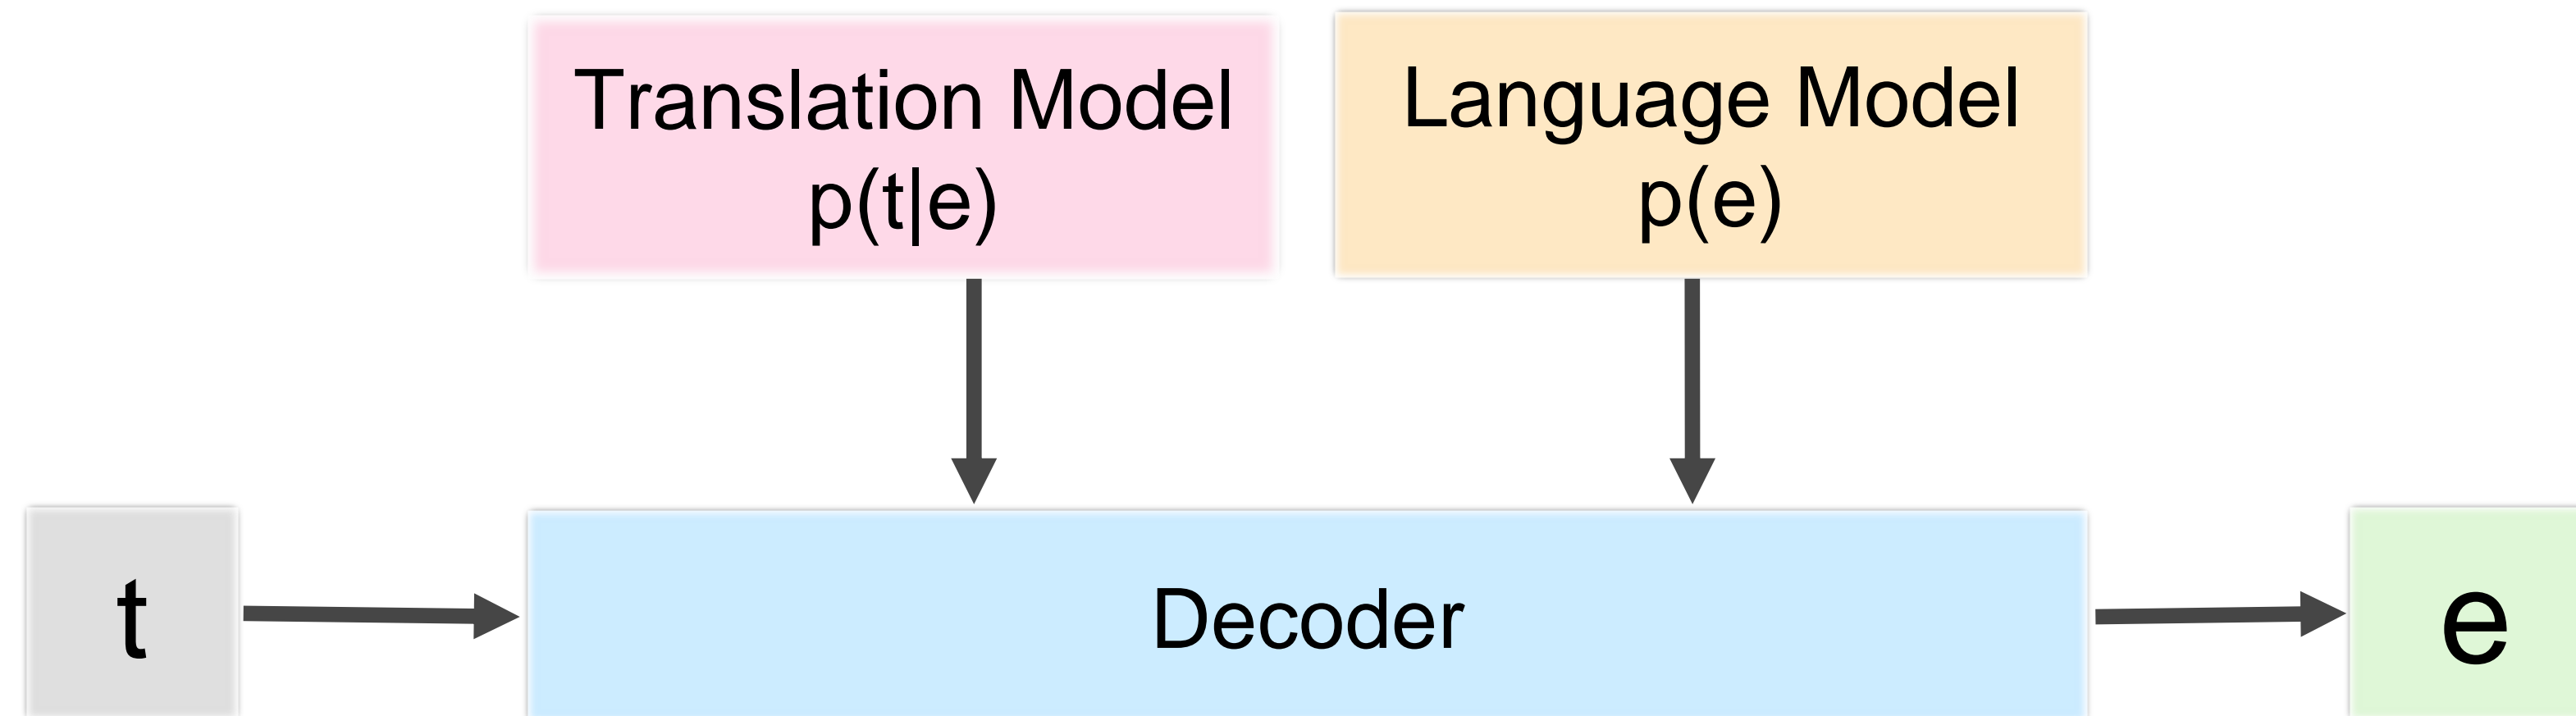 Translation Model
p(t|e)
Language Model
p(e)
t
Decoder
e